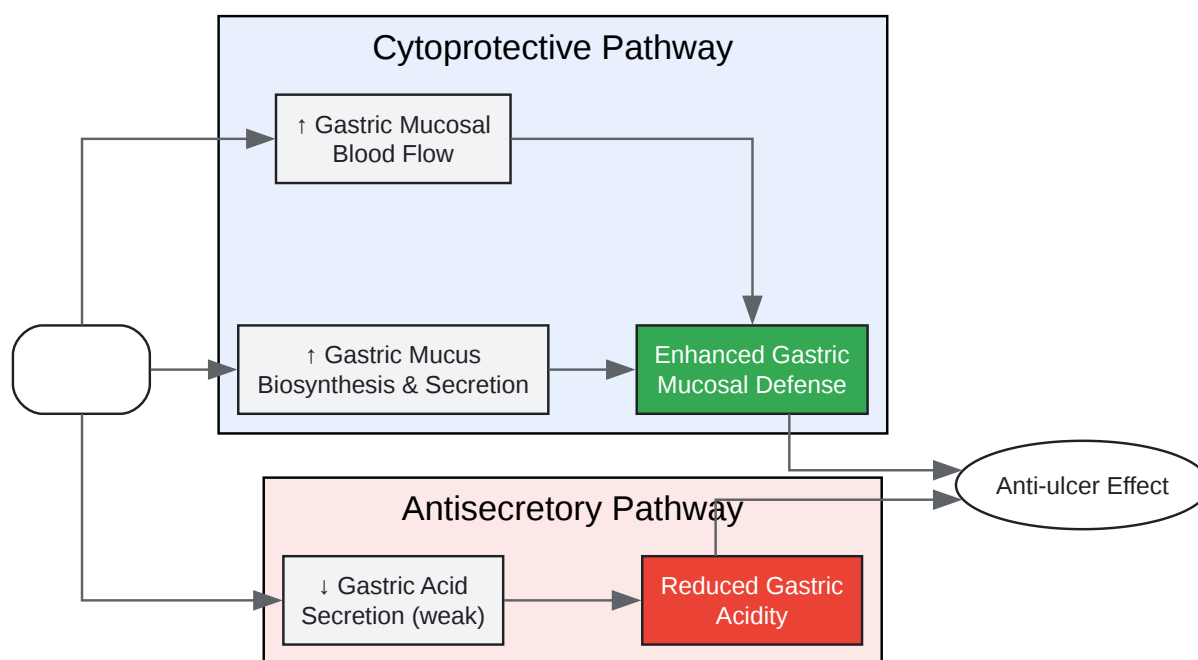 Cytoprotective Pathway
↑ Gastric Mucosal
Blood Flow
↑ Gastric Mucus
Biosynthesis & Secretion
Enhanced Gastric
Mucosal Defense
Anti-ulcer Effect
Antisecretory Pathway
↓ Gastric Acid
Secretion (weak)
Reduced Gastric
Acidity